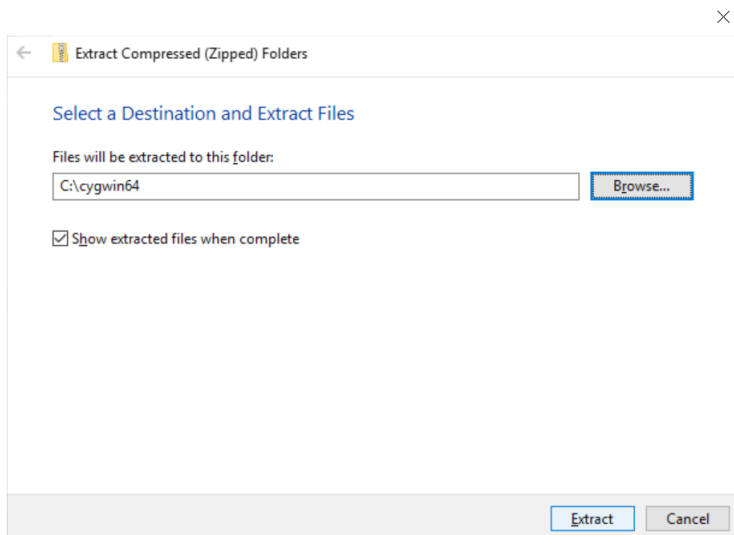 Extract Compressed (Zipped) Folders
Select a Destination and Extract Files
Files will be extracted to this folder:
C:\cygwin64
Browse...
Show extracted files when complete
Extract Cancel